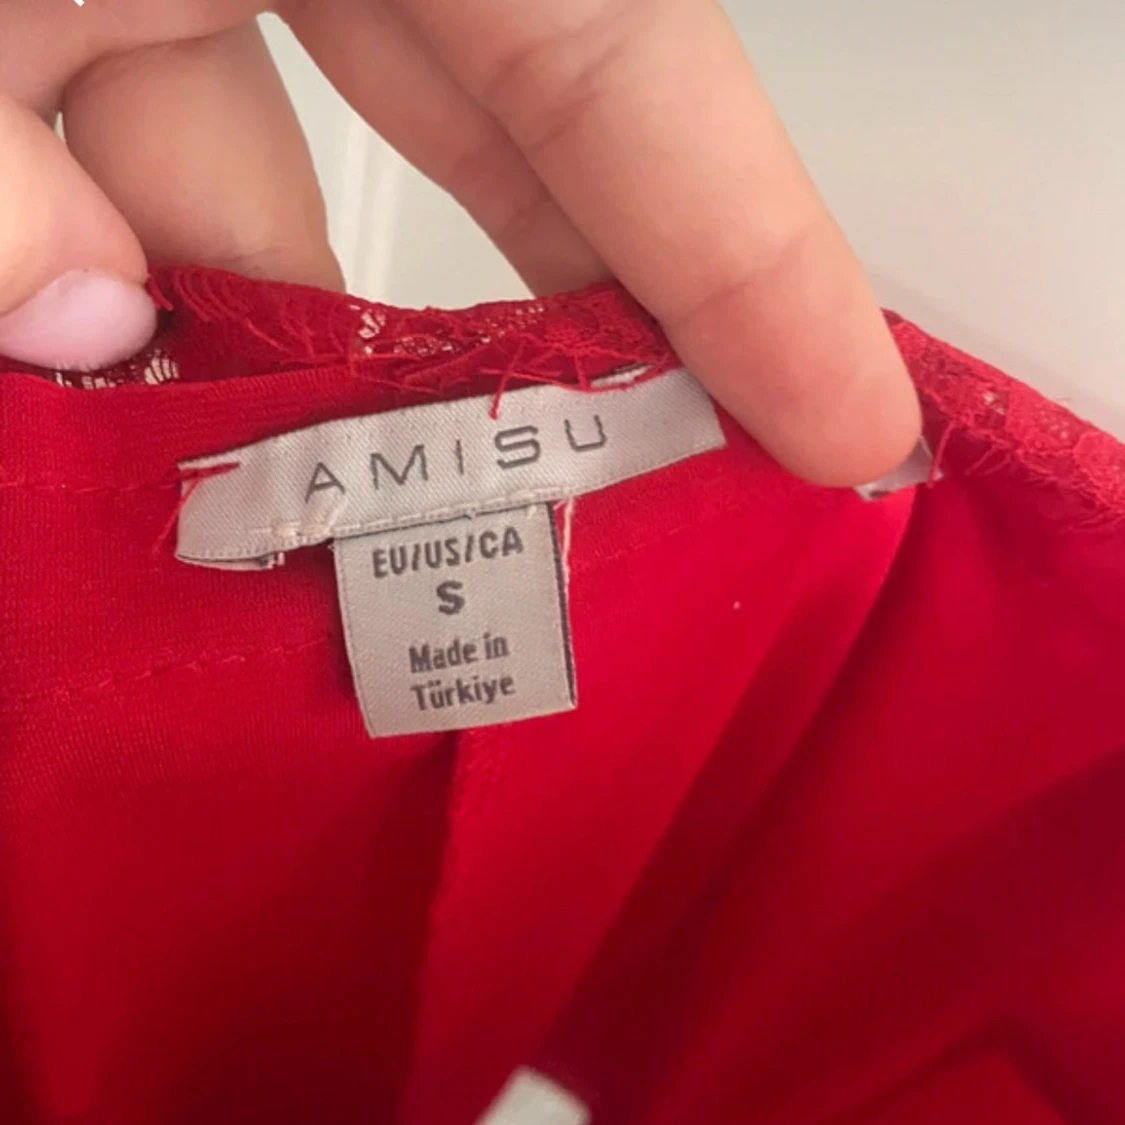 AMISU
EU/US/CA
S
Made in
Türkiye